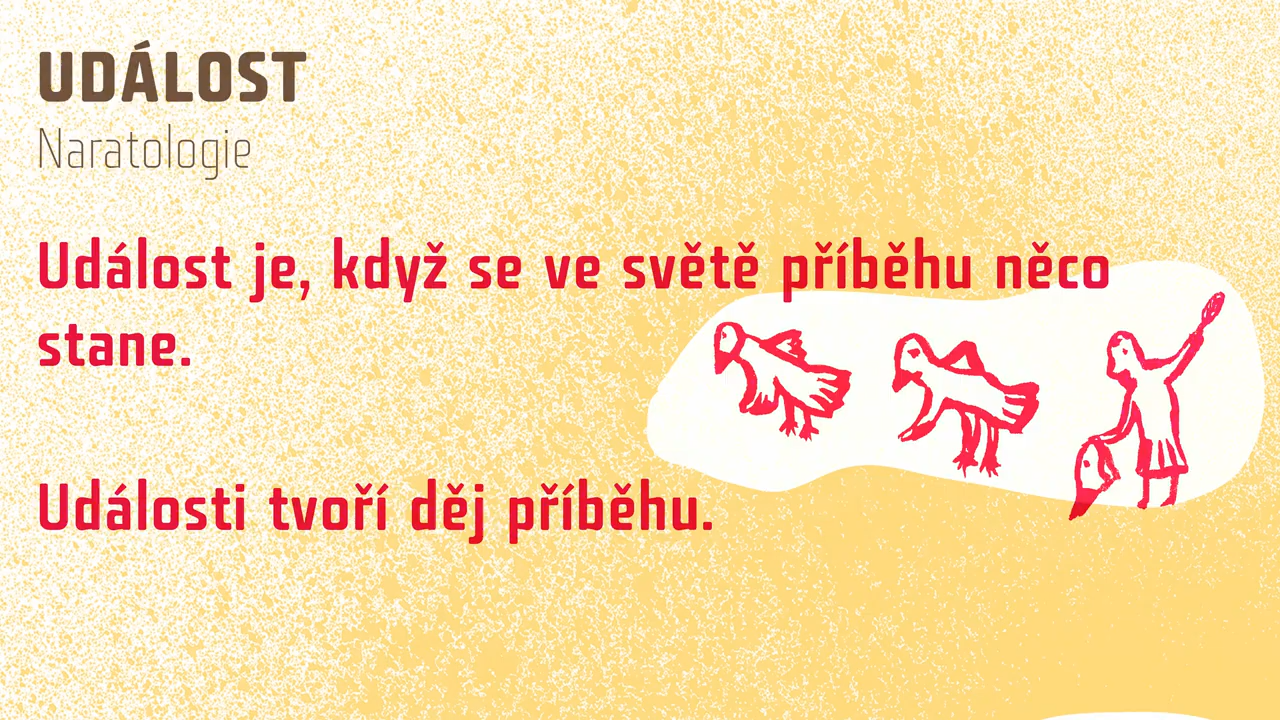 UDÁLOST
Naratologie
Událost je, když se ve světě příběhu něco
stane.
Události tvoří děj příběhu.